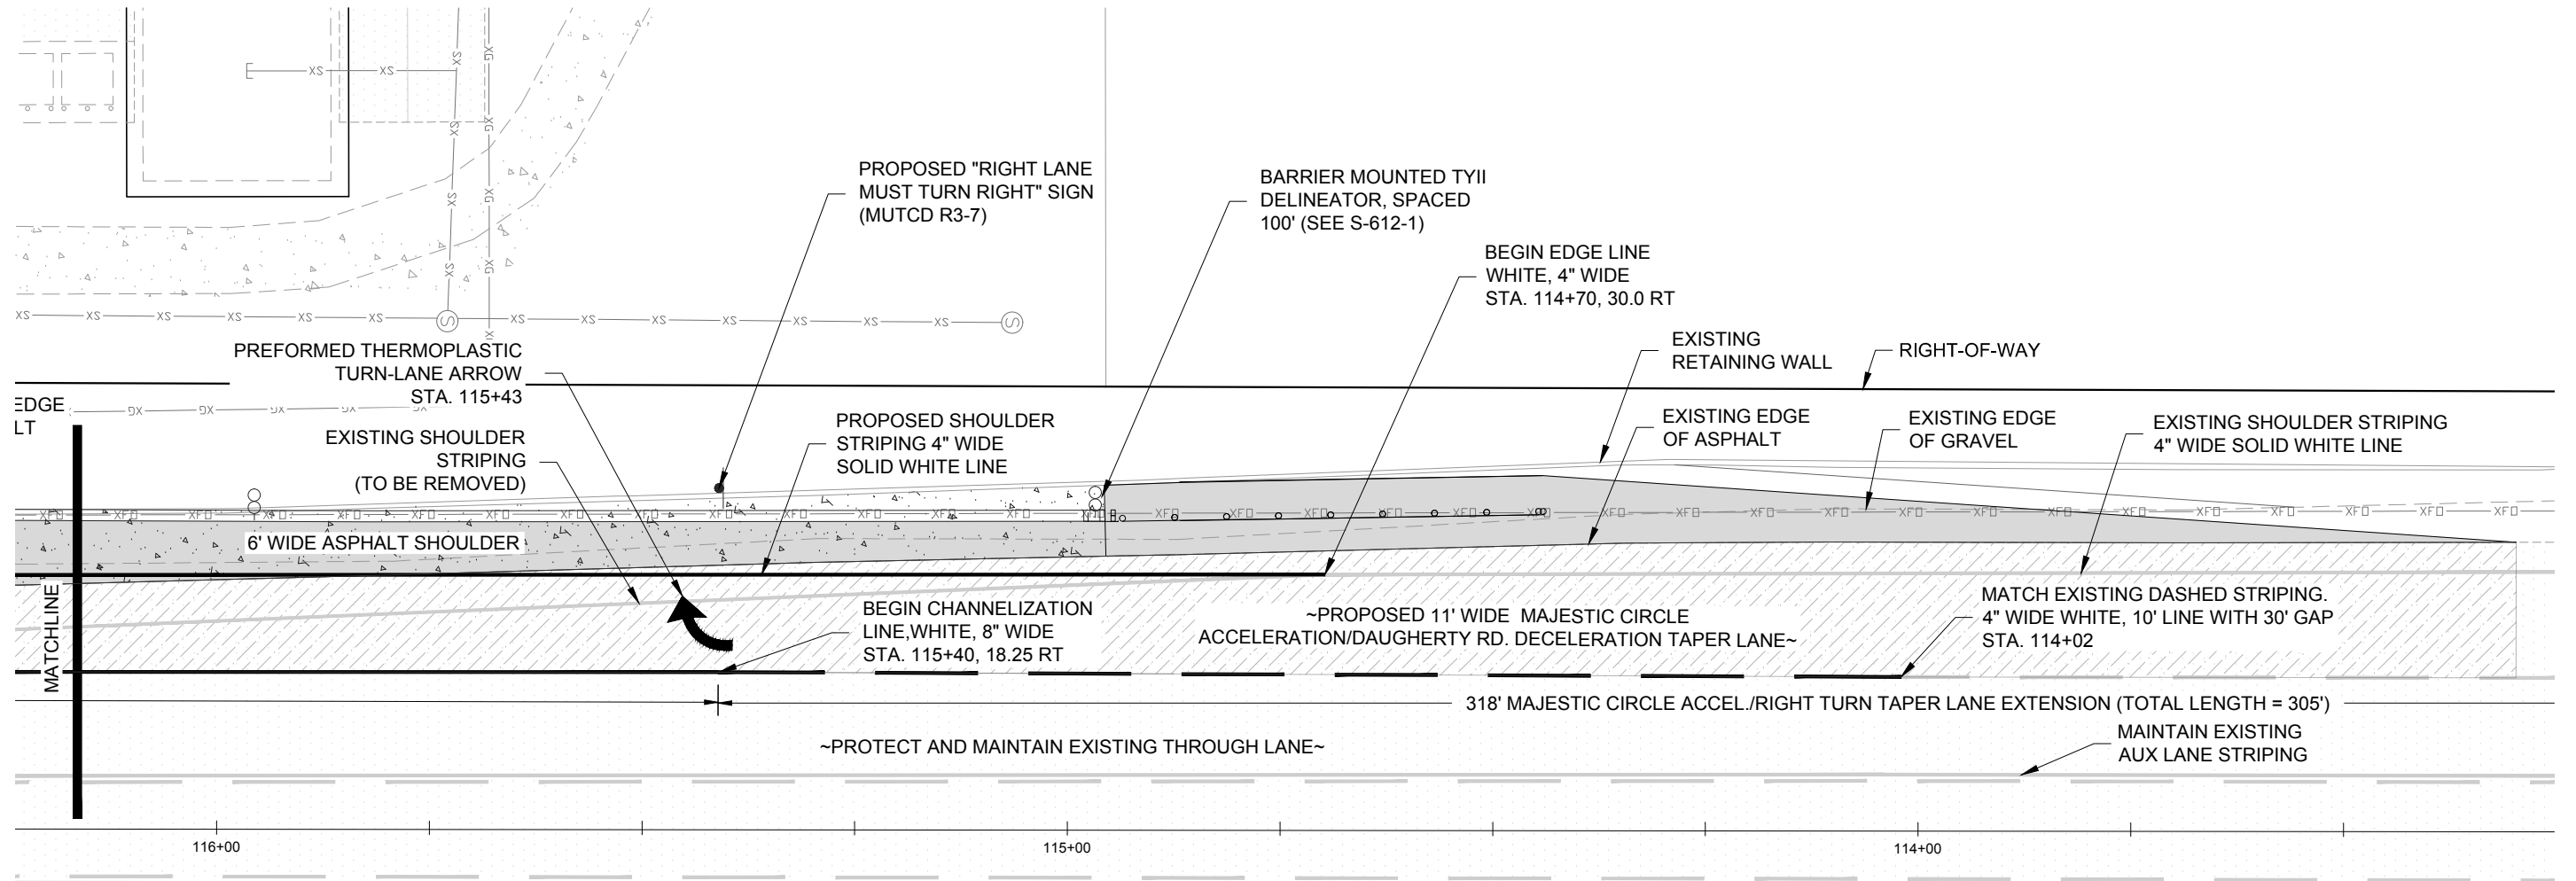 PROPOSED "RIGHT LANE
MUST TURN RIGHT" SIGN
(MUTCD R3-7)
BARRIER MOUNTED TYII
DELINEATOR, SPACED
100' (SEE S-612-1)
BEGIN EDGE LINE
WHITE, 4" WIDE
STA. 114+70, 30.0 RT
EXISTING
RETAINING WALL
RIGHT-OF-WAY
PREFORMED THERMOPLASTIC
TURN-LANE ARROW
STA. 115+43
EDGE
LT
EXISTING SHOULDER
STRIPING
(TO BE REMOVED)
PROPOSED SHOULDER
STRIPING 4" WIDE
SOLID WHITE LINE
EXISTING EDGE
OF ASPHALT
EXISTING EDGE
OF GRAVEL
EXISTING SHOULDER STRIPING
4" WIDE SOLID WHITE LINE
6' WIDE ASPHALT SHOULDER
MATCHLINE
BEGIN CHANNELIZATION
LINE,WHITE, 8" WIDE
STA. 115+40, 18.25 RT
~PROPOSED 11' WIDE MAJESTIC CIRCLE
ACCELERATION/DAUGHERTY RD. DECELERATION TAPER LANE~
MATCH EXISTING DASHED STRIPING.
4" WIDE WHITE, 10' LINE WITH 30' GAP
STA. 114+02
318' MAJESTIC CIRCLE ACCEL./RIGHT TURN TAPER LANE EXTENSION (TOTAL LENGTH = 305')
~PROTECT AND MAINTAIN EXISTING THROUGH LANE~
MAINTAIN EXISTING
AUX LANE STRIPING
116+00
115+00
114+00